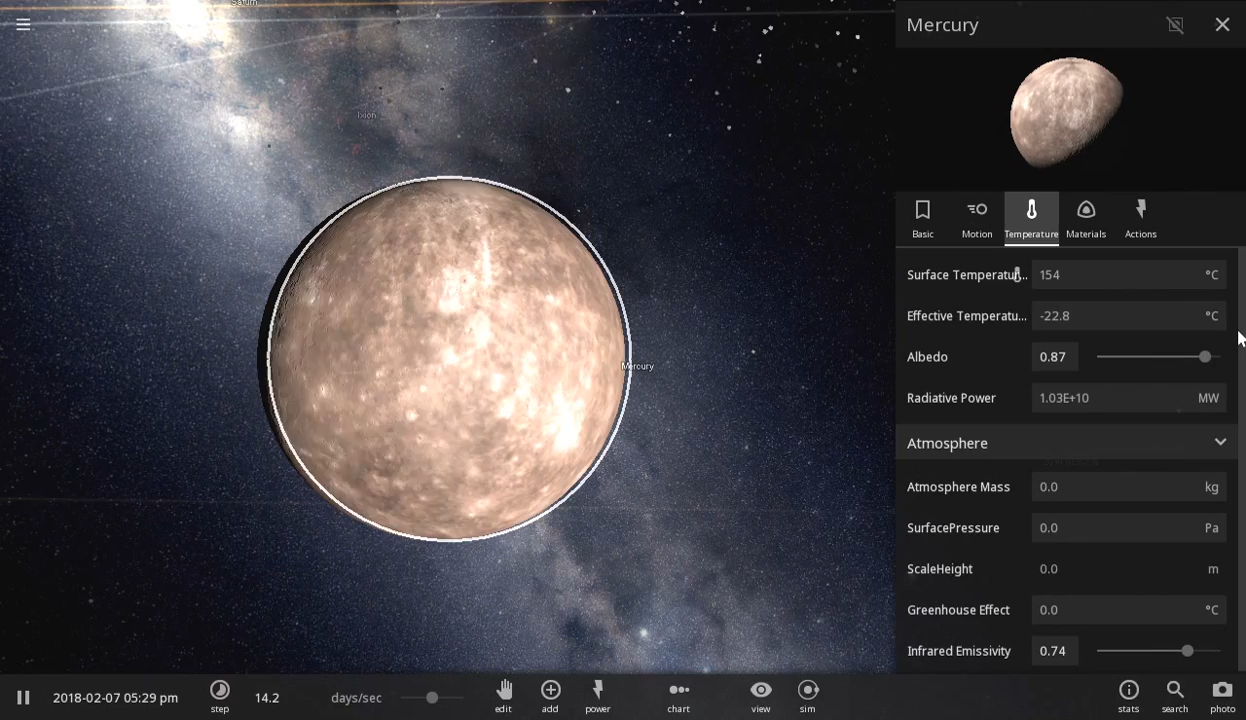 Saturn
Ixion
Mercury
Mercury
Basic
Motion
Temperature
Materials
Actions
Surface Temperatur... 154 °C
Effective Temperatu... -22.8 °C
Albedo 0.87
Radiative Power 1.03E+10 MW
Atmosphere
Atmosphere Mass 0.0 kg
SurfacePressure 0.0 Pa
ScaleHeight 0.0 m
Greenhouse Effect 0.0 °C
Infrared Emissivity 0.74
2018-02-07 05:29 pm
step
14.2 days/sec
edit
add
power
chart
view
sim
stats
search
photo